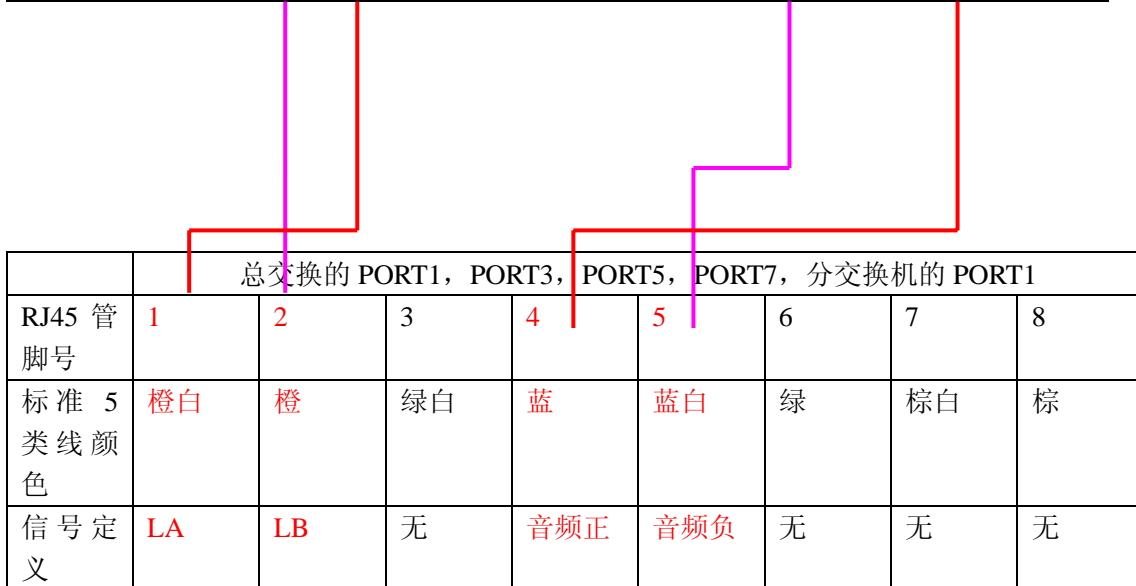 总交换的 PORT1，PORT3，PORT5，PORT7，分交换机的 PORT1
RJ45 管脚号 1 2 3 4 5 6 7 8
标准 5 类线颜色 橙白 橙 绿白 蓝 蓝白 绿 棕白 棕
信号定义 LA LB 无 音频正 音频负 无 无 无